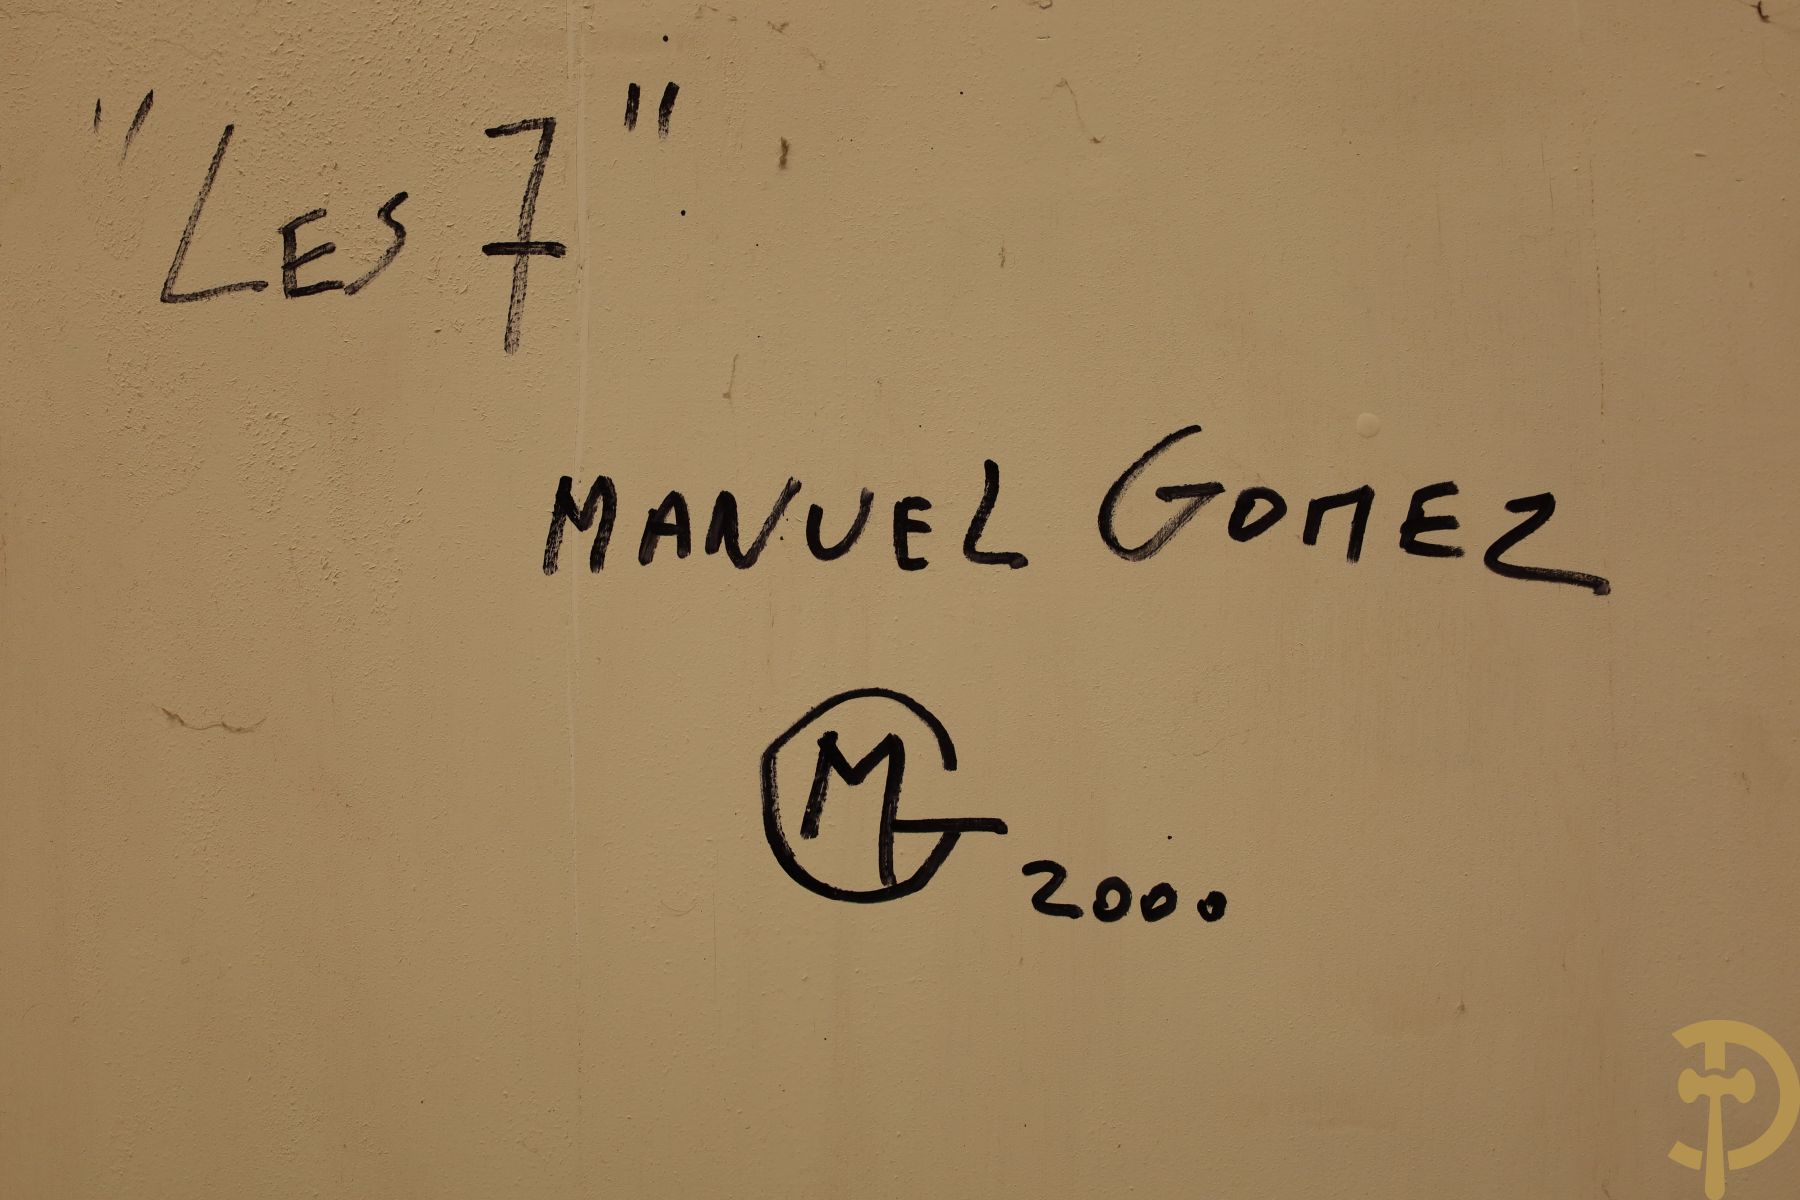 "Les 7"
MANUEL GOMEZ
MG 2000